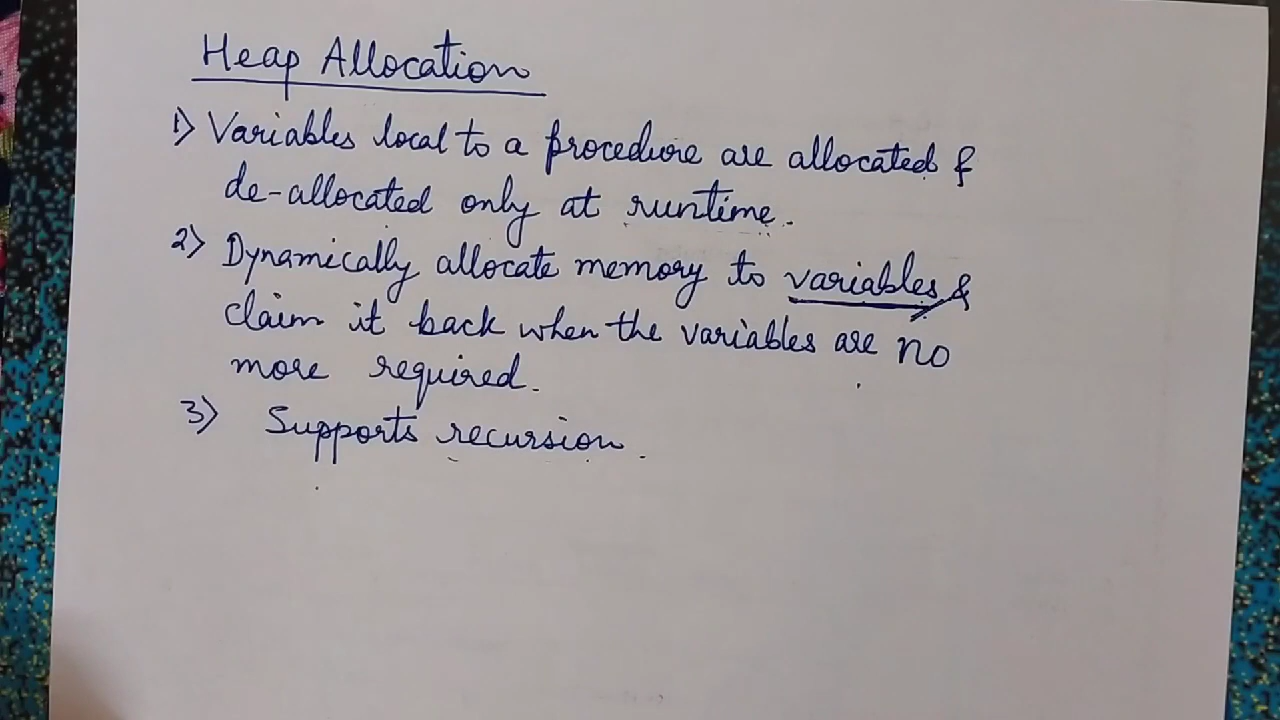 Heap Allocation
1) Variables local to a procedure are allocated &
de-allocated only at runtime.
2) Dynamically allocate memory to variables &
claim it back when the variables are no
more required.
3) Supports recursion.